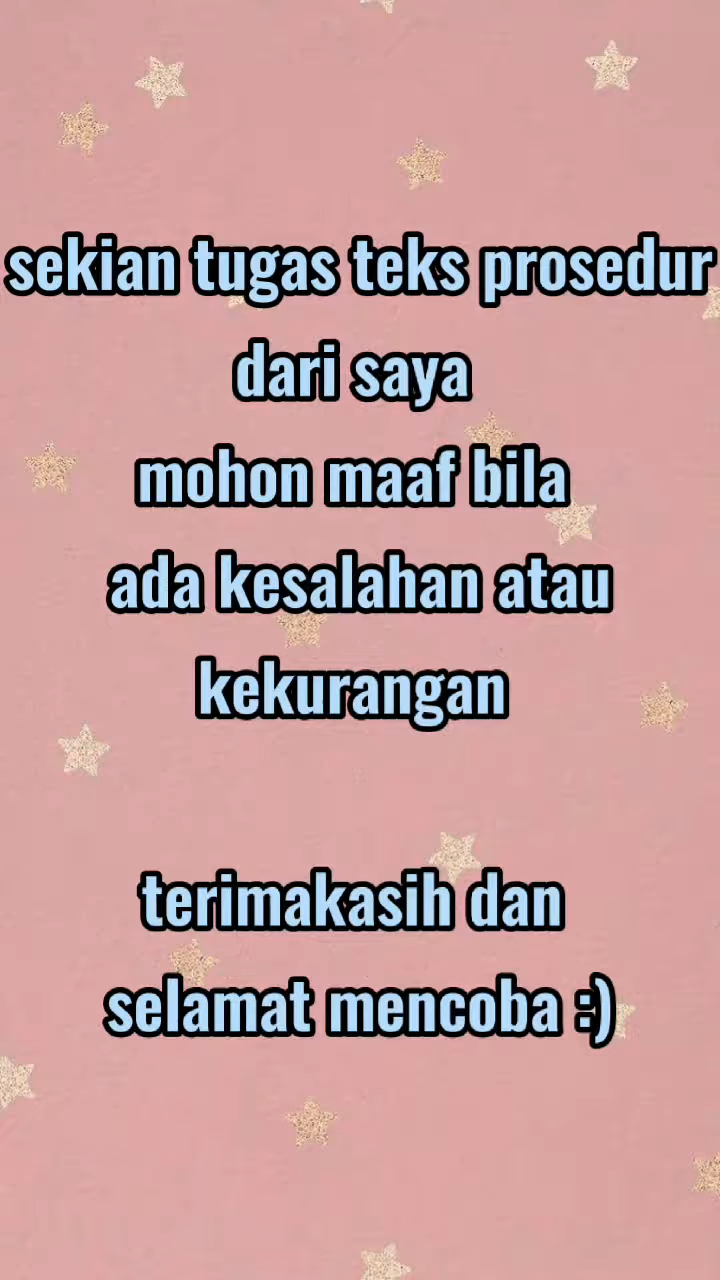 sekian tugas teks prosedur
dari saya
mohon maaf bila
ada kesalahan atau
kekurangan
terimakasih dan
selamat mencoba :)